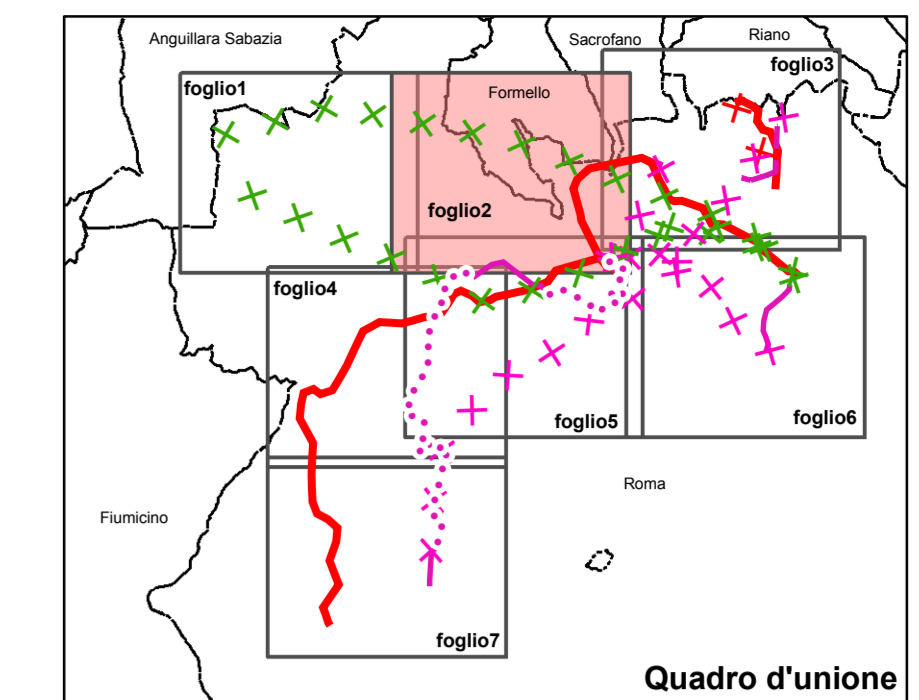 Anguillara Sabazia
Sacrofano
Riano
foglio3
foglio1
Formello
foglio2
foglio4
foglio5
foglio6
Roma
Fiumicino
foglio7
Quadro d'unione